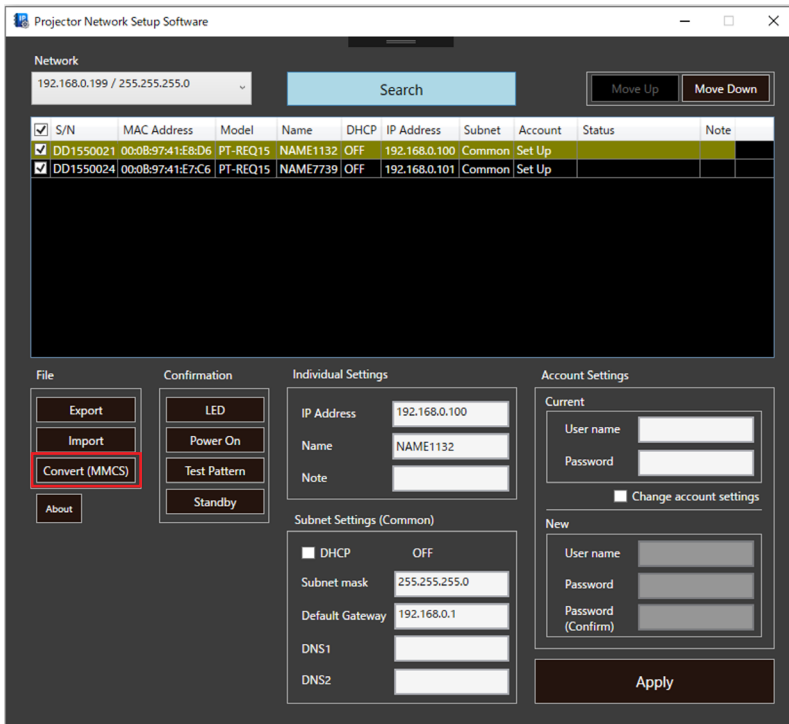 Projector Network Setup Software
Network
192.168.0.199 / 255.255.255.0
Search
Move Up
Move Down
S/N MAC Address Model Name DHCP IP Address Subnet Account Status Note
DD1550021 00:0B:97:41:E8:D6 PT-REQ15 NAME1132 OFF 192.168.0.100 Common Set Up
DD1550024 00:0B:97:41:E7:C6 PT-REQ15 NAME7739 OFF 192.168.0.101 Common Set Up
File
Export
Import
Convert (MMCS)
About
Confirmation
LED
Power On
Test Pattern
Standby
Individual Settings
IP Address 192.168.0.100
Name NAME1132
Note
Subnet Settings (Common)
DHCP OFF
Subnet mask 255.255.255.0
Default Gateway 192.168.0.1
DNS1
DNS2
Account Settings
Current
User name
Password
Change account settings
New
User name
Password
Password
(Confirm)
Apply